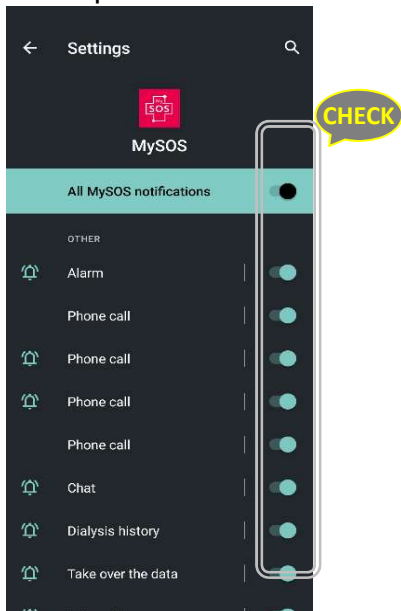 Settings
My
SOS
MySOS
CHECK
All MySOS notifications
OTHER
Alarm
Phone call
Phone call
Phone call
Phone call
Chat
Dialysis history
Take over the data